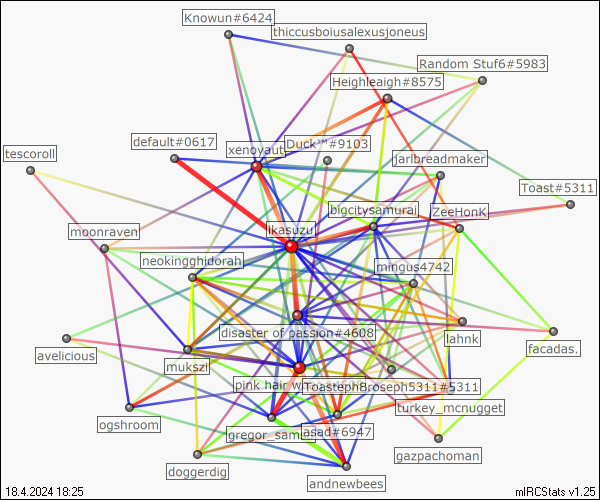 Knowun#6424
thiccusboiusalexusjoneus
Random Stuf6#5983
Heighleaigh#8575
default#0617
xenoyaut
Duck™#9103
tescoroll
jarlbreadmaker
Toast#5311
bigcitysamurai
ZeeHonK
moonraven
Ikasuzu
neokingghidorah
mingus4742
disaster of passion#4608
lahnk
facadas.
avelicious
mukszi
pink hair w
ToastephBroseph5311#5311
turkey_mcnugget
ogshroom
gregor_sams
asad#6947
gazpachoman
doggerdig
andnewbees
18.4.2024 18:25
mIRCStats v1.25